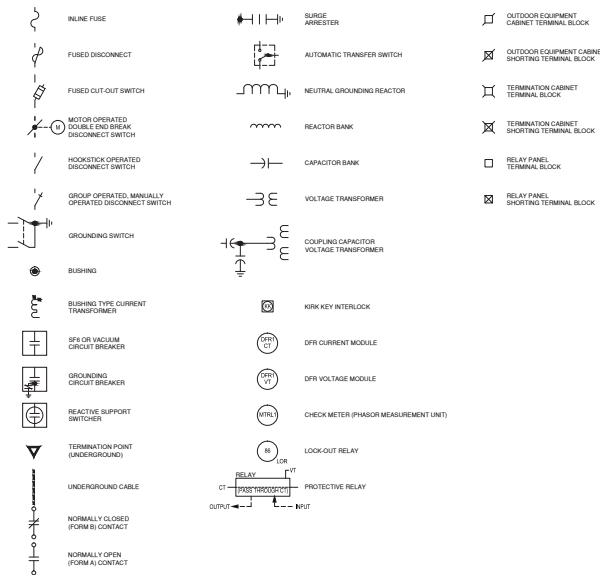 INLINE FUSE
FUSED DISCONNECT
FUSED CUT-OUT SWITCH
M
MOTOR OPERATED
DOUBLE END BREAK
DISCONNECT SWITCH
HOOKSTICK OPERATED
DISCONNECT SWITCH
GROUP OPERATED, MANUALLY
OPERATED DISCONNECT SWITCH
GROUNDING SWITCH
BUSHING
BUSHING TYPE CURRENT
TRANSFORMER
SF6 OR VACUUM
CIRCUIT BREAKER
GROUNDING
CIRCUIT BREAKER
REACTIVE SUPPORT
SWITCHER
TERMINATION POINT
(UNDERGROUND)
UNDERGROUND CABLE
NORMALLY CLOSED
(FORM B) CONTACT
NORMALLY OPEN
(FORM A) CONTACT
SURGE
ARRESTER
AUTOMATIC TRANSFER SWITCH
NEUTRAL GROUNDING REACTOR
REACTOR BANK
CAPACITOR BANK
VOLTAGE TRANSFORMER
COUPLING CAPACITOR
VOLTAGE TRANSFORMER
KK
KIRK KEY INTERLOCK
DFR1
CT
DFR CURRENT MODULE
DFR1
VT
DFR VOLTAGE MODULE
MTRL1
CHECK METER (PHASOR MEASUREMENT UNIT)
86
LOR
LOCK-OUT RELAY
RELAY
VT
CT
(PASS THROUGH CT)
PROTECTIVE RELAY
OUTPUT
INPUT
OUTDOOR EQUIPMENT
CABINET TERMINAL BLOCK
OUTDOOR EQUIPMENT CABINE
SHORTING TERMINAL BLOCK
TERMINATION CABINET
TERMINAL BLOCK
TERMINATION CABINET
SHORTING TERMINAL BLOCK
RELAY PANEL
TERMINAL BLOCK
RELAY PANEL
SHORTING TERMINAL BLOCK